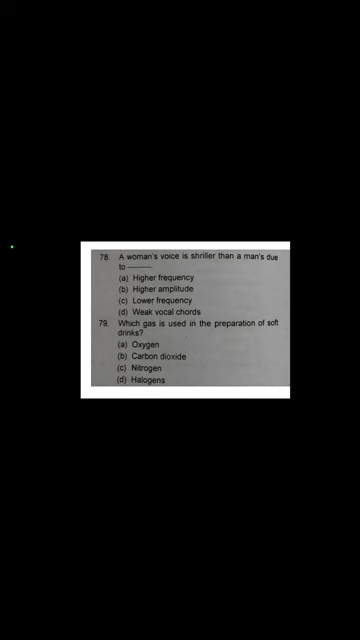 78. A woman's voice is shriller than a man's due
to ———
(a) Higher frequency
(b) Higher amplitude
(c) Lower frequency
(d) Weak vocal chords
79. Which gas is used in the preparation of soft
drinks?
(a) Oxygen
(b) Carbon dioxide
(c) Nitrogen
(d) Halogens